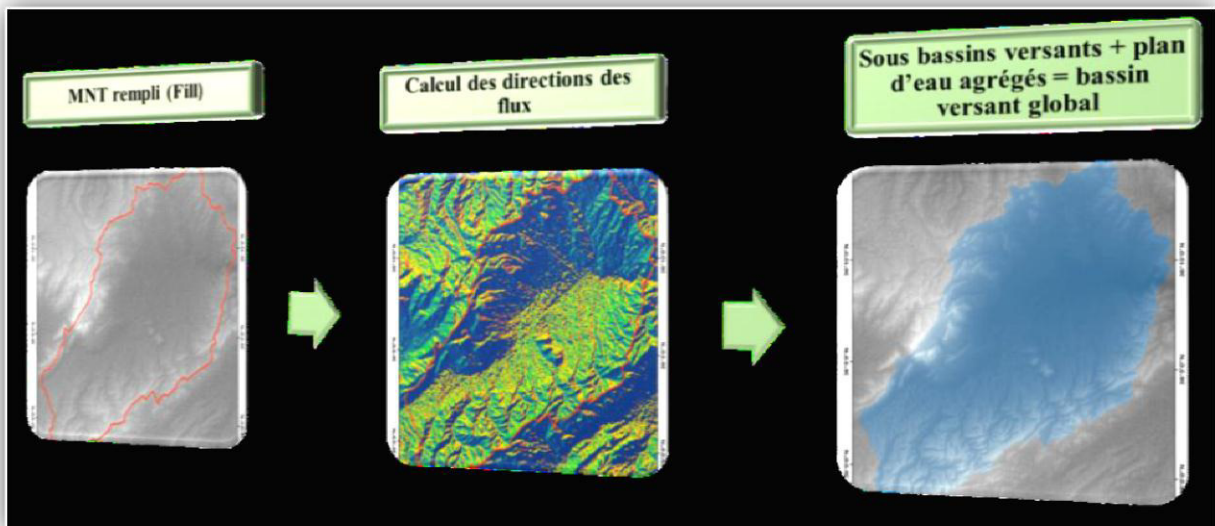 MNT rempli (Fill)
Calcul des directions des
flux
Sous bassins versants + plan
d'eau agrégés = bassin
versant global